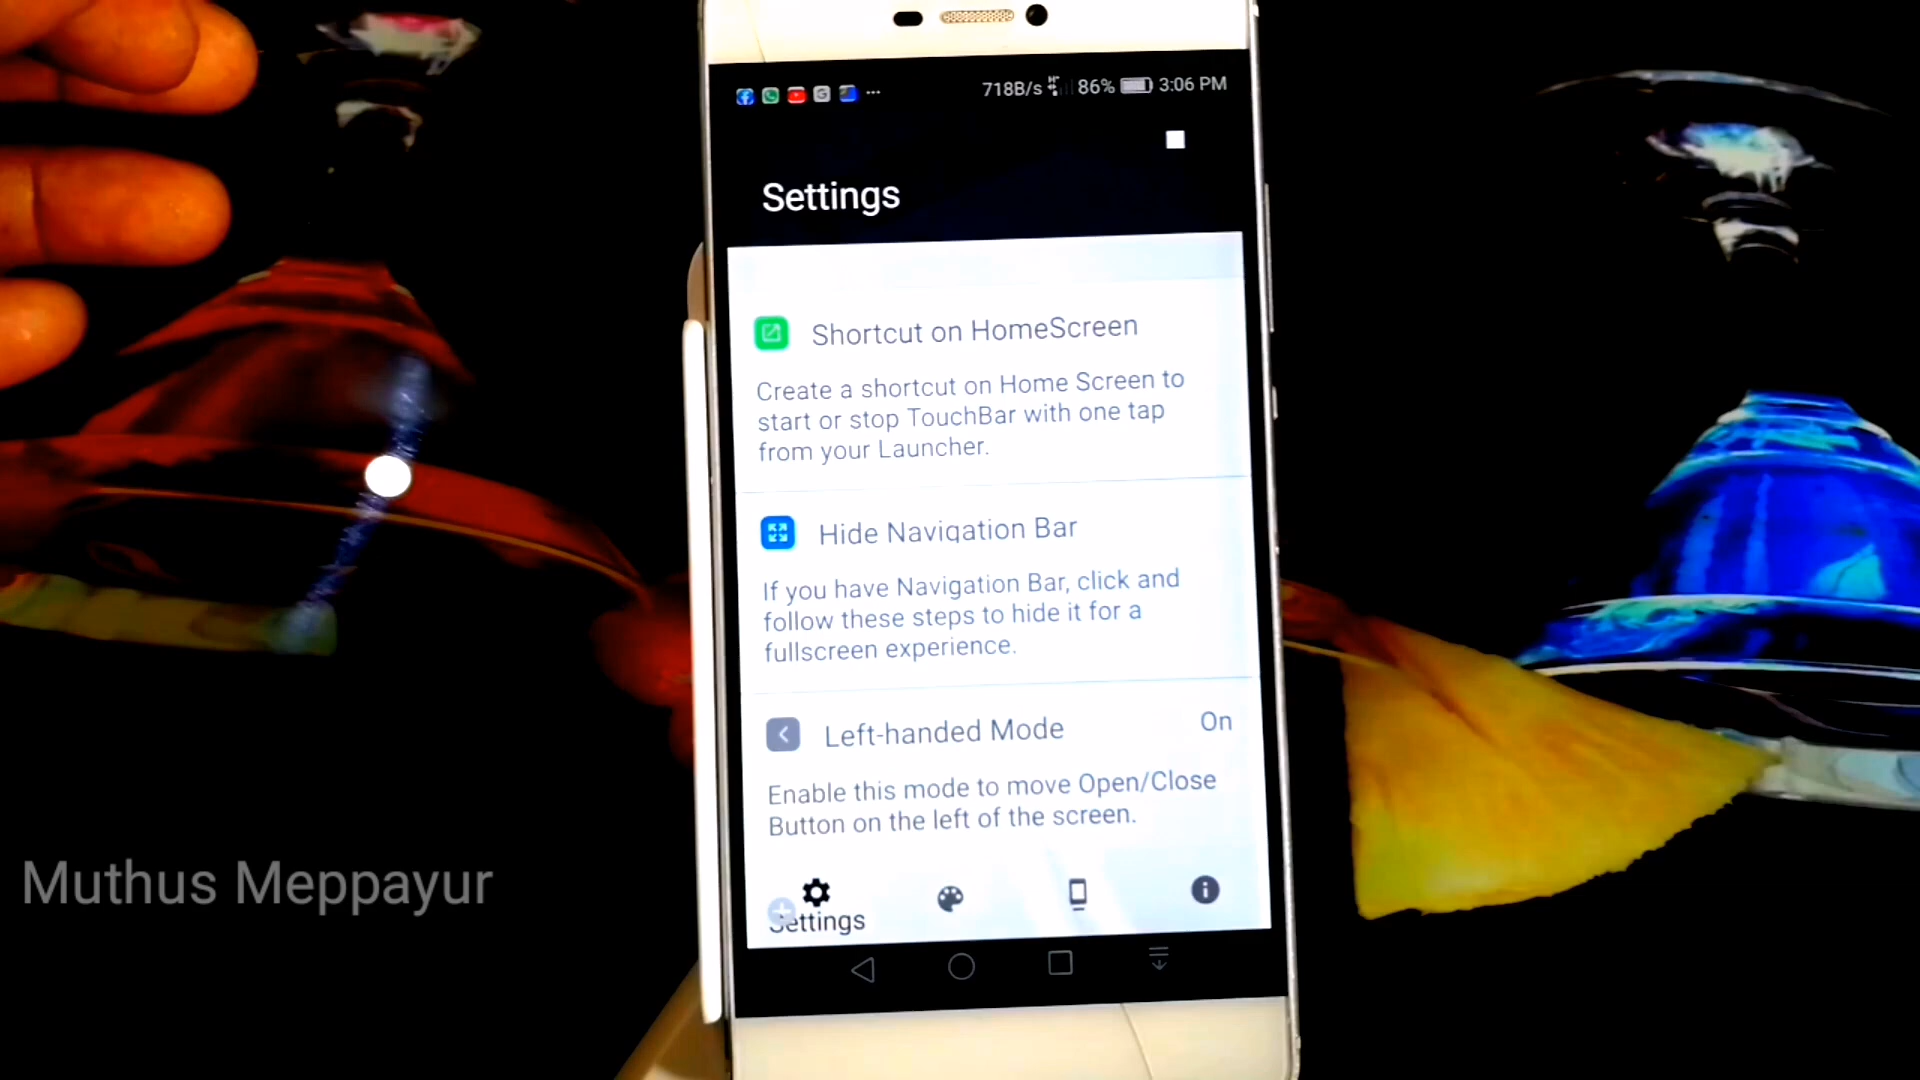 718B/s 86% 3:06 PM
Settings
Shortcut on HomeScreen
Create a shortcut on Home Screen to
start or stop TouchBar with one tap
from your Launcher.
Hide Navigation Bar
If you have Navigation Bar, click and
follow these steps to hide it for a
fullscreen experience.
Left-handed Mode On
Enable this mode to move Open/Close
Button on the left of the screen.
Settings
Muthus Meppayur